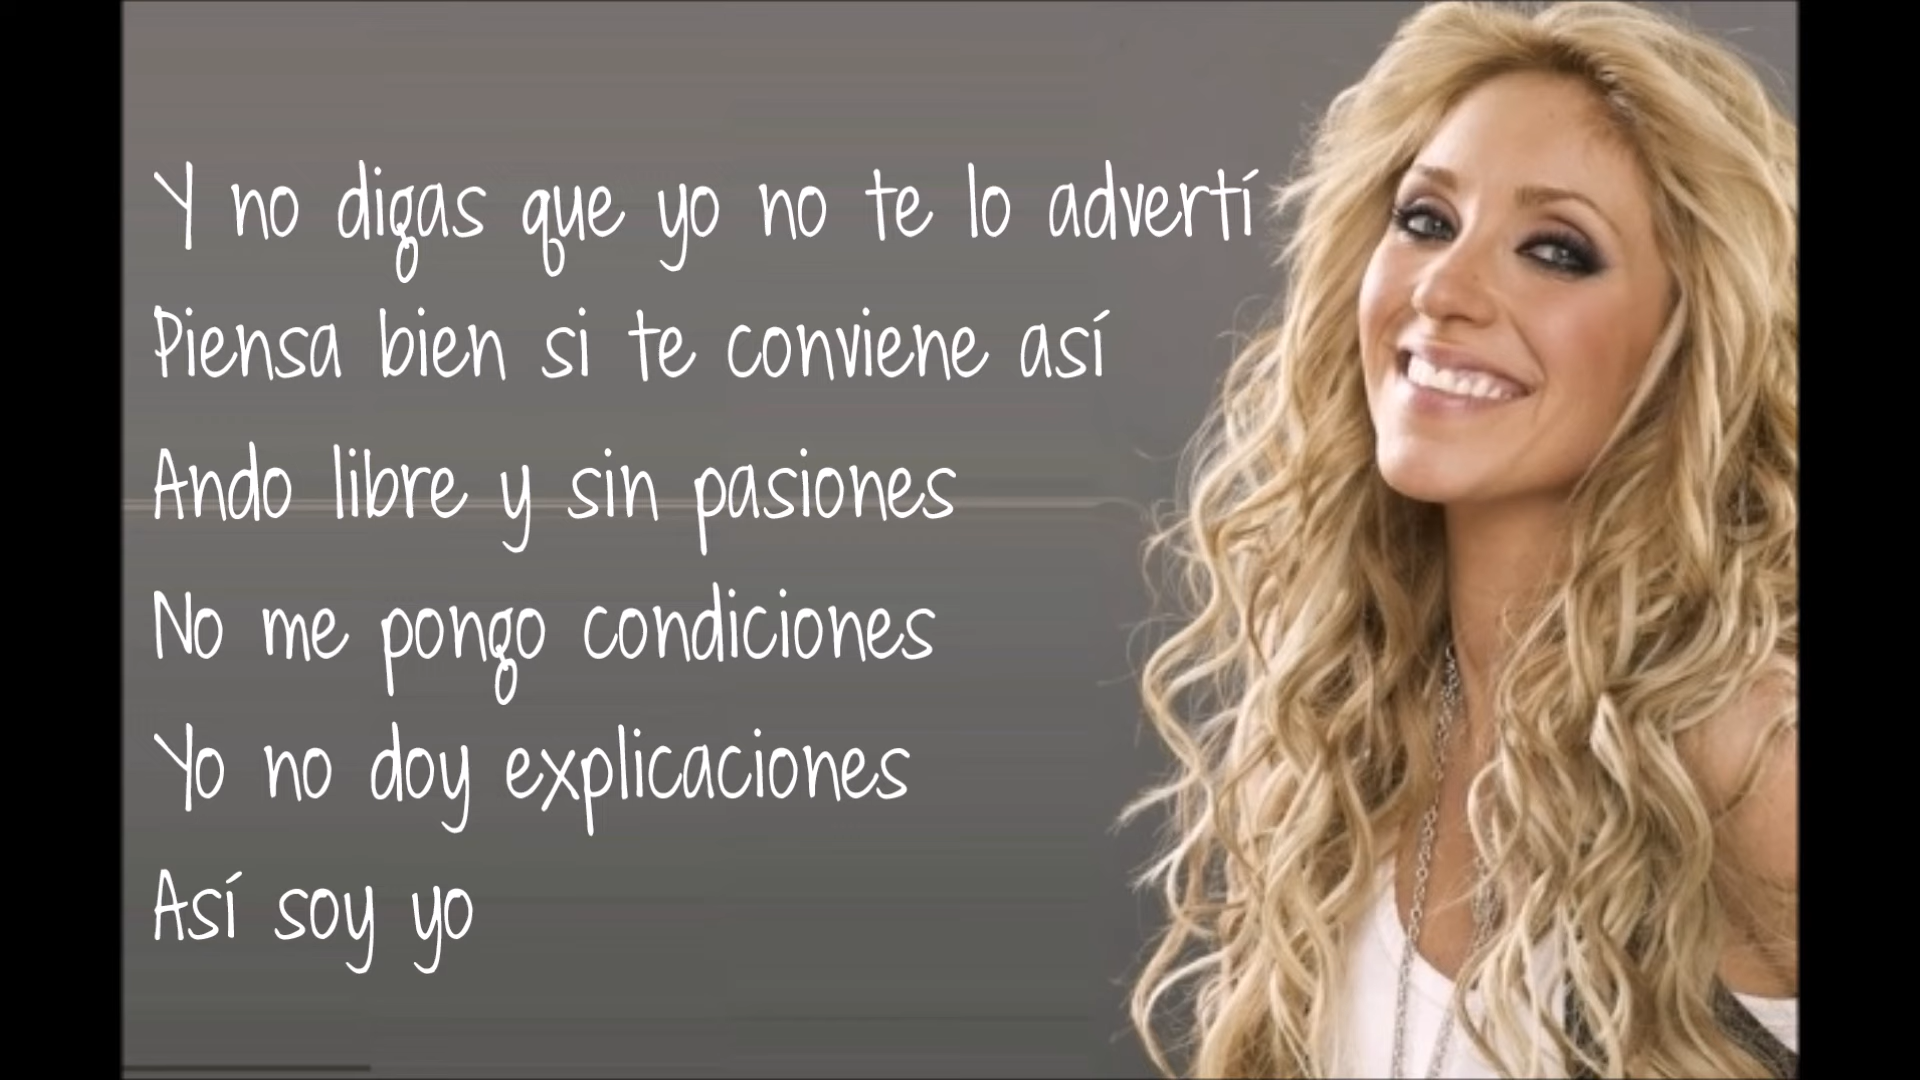 Y no digas que yo no te lo advertí
Piensa bien si te conviene así
Ando libre y sin pasiones
No me pongo condiciones
Yo no doy explicaciones
Así soy yo